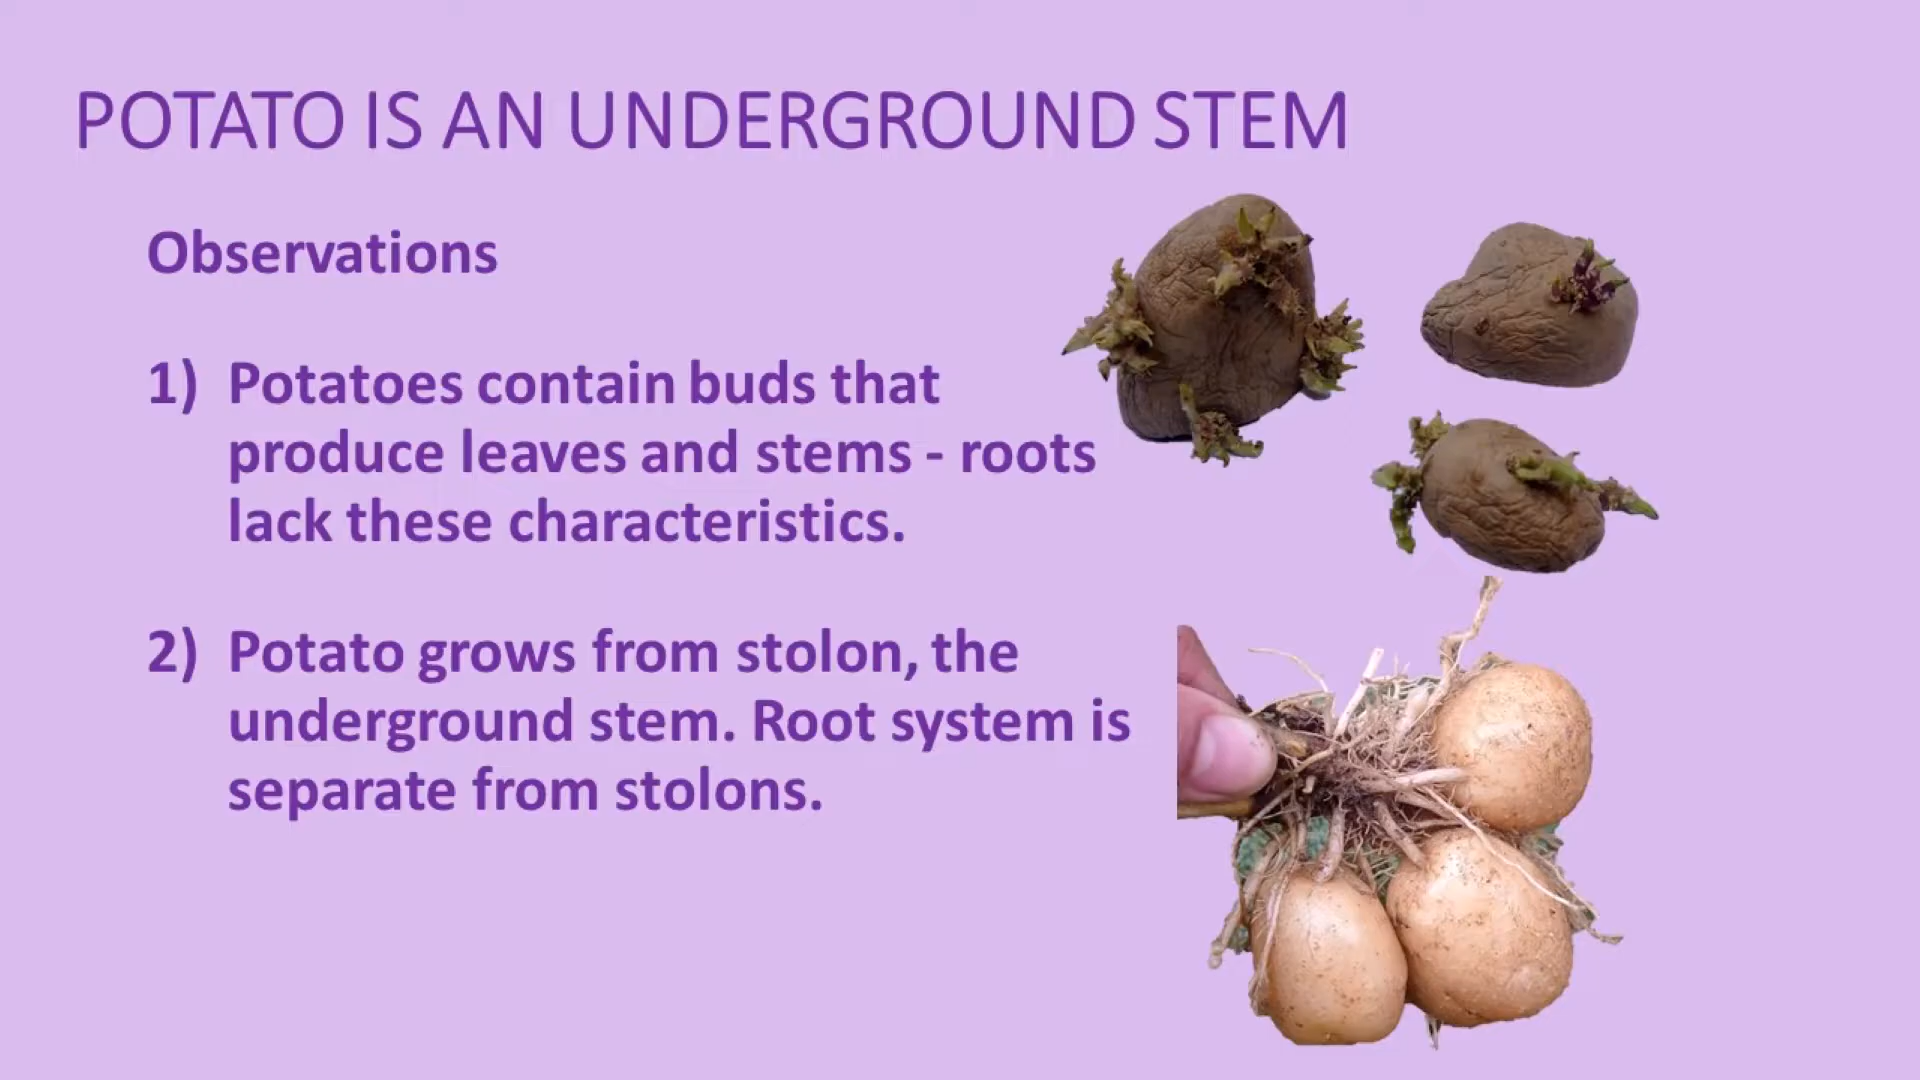 POTATO IS AN UNDERGROUND STEM
Observations
1) Potatoes contain buds that
produce leaves and stems - roots
lack these characteristics.
2) Potato grows from stolon, the
underground stem. Root system is
separate from stolons.